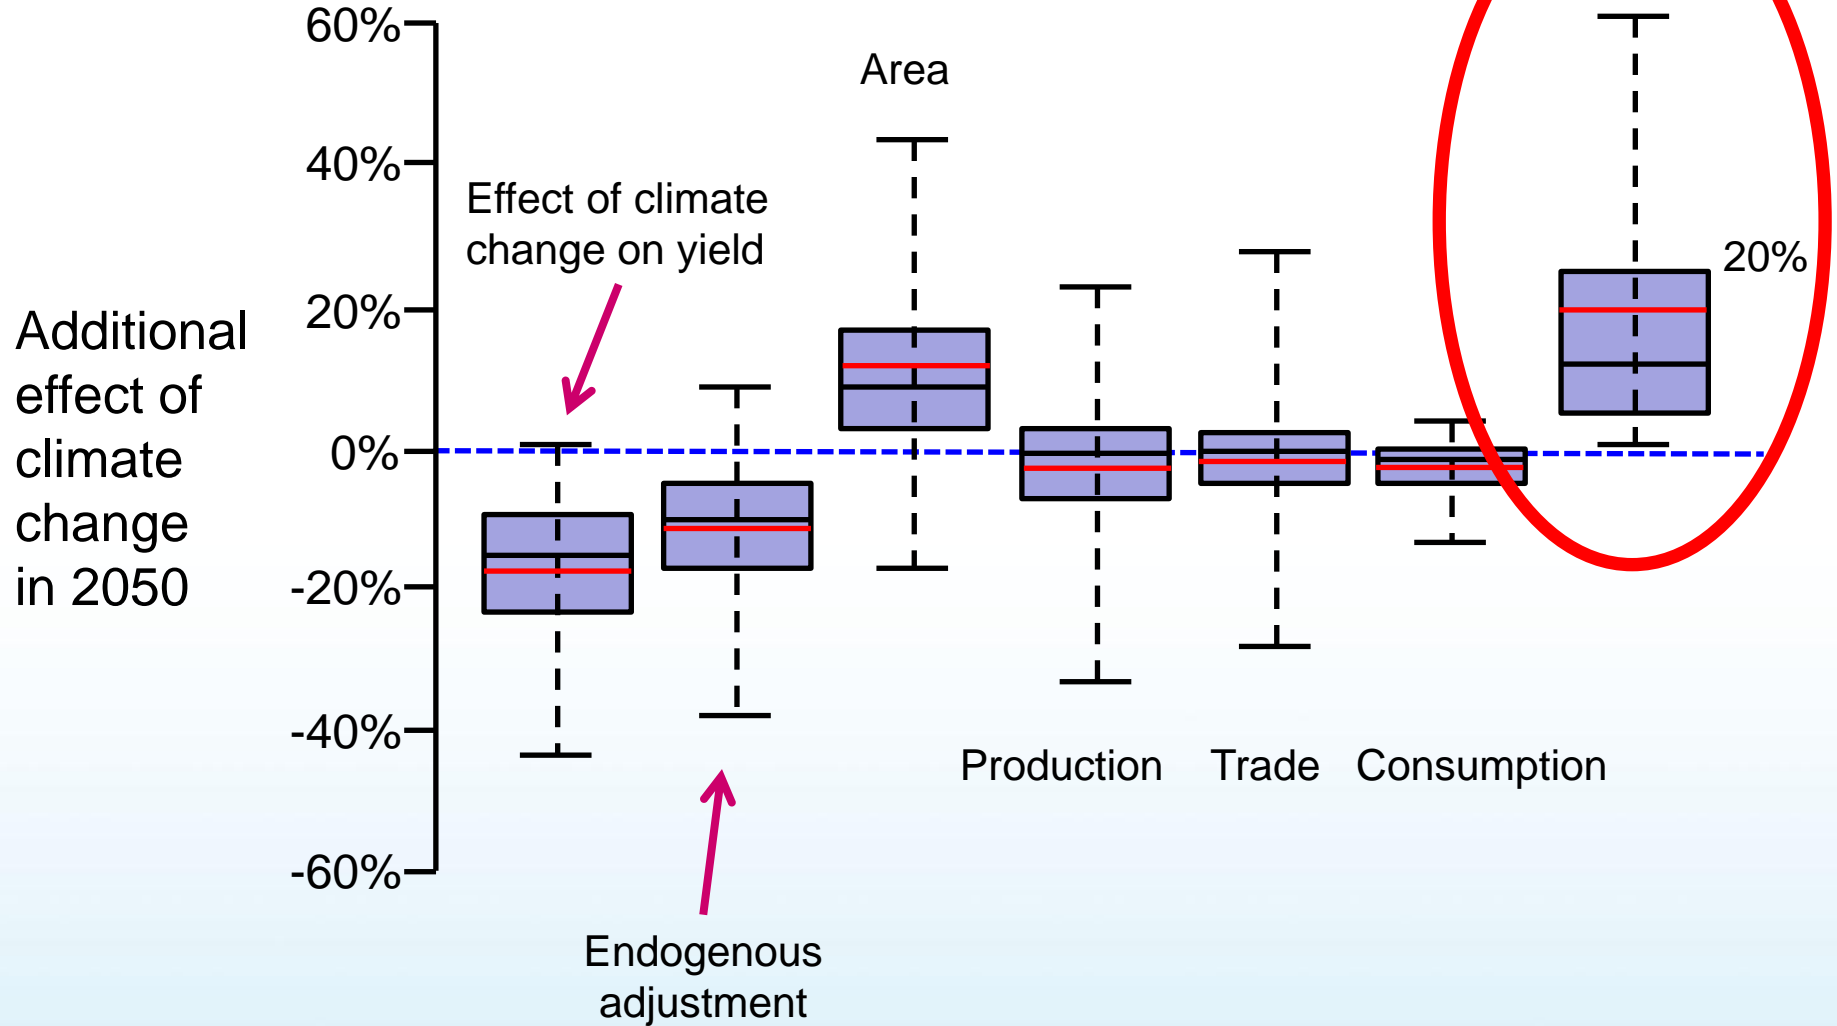 60%
40%
20%
0%
-20%
-40%
-60%
Additional
effect of
climate
change
in 2050
Effect of climate
change on yield
Area
20%
Production
Trade
Consumption
Endogenous
adjustment